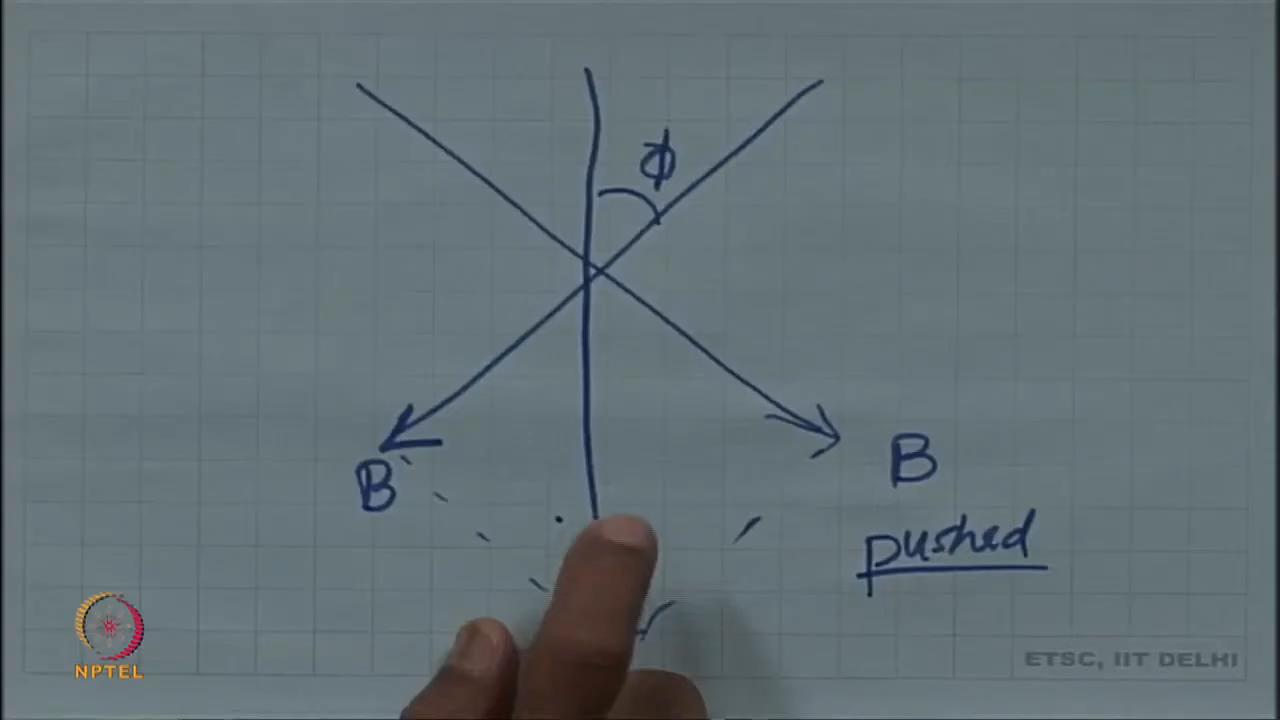 ϕ
B
B
pushed
NPTEL
ETSC, IIT DELHI